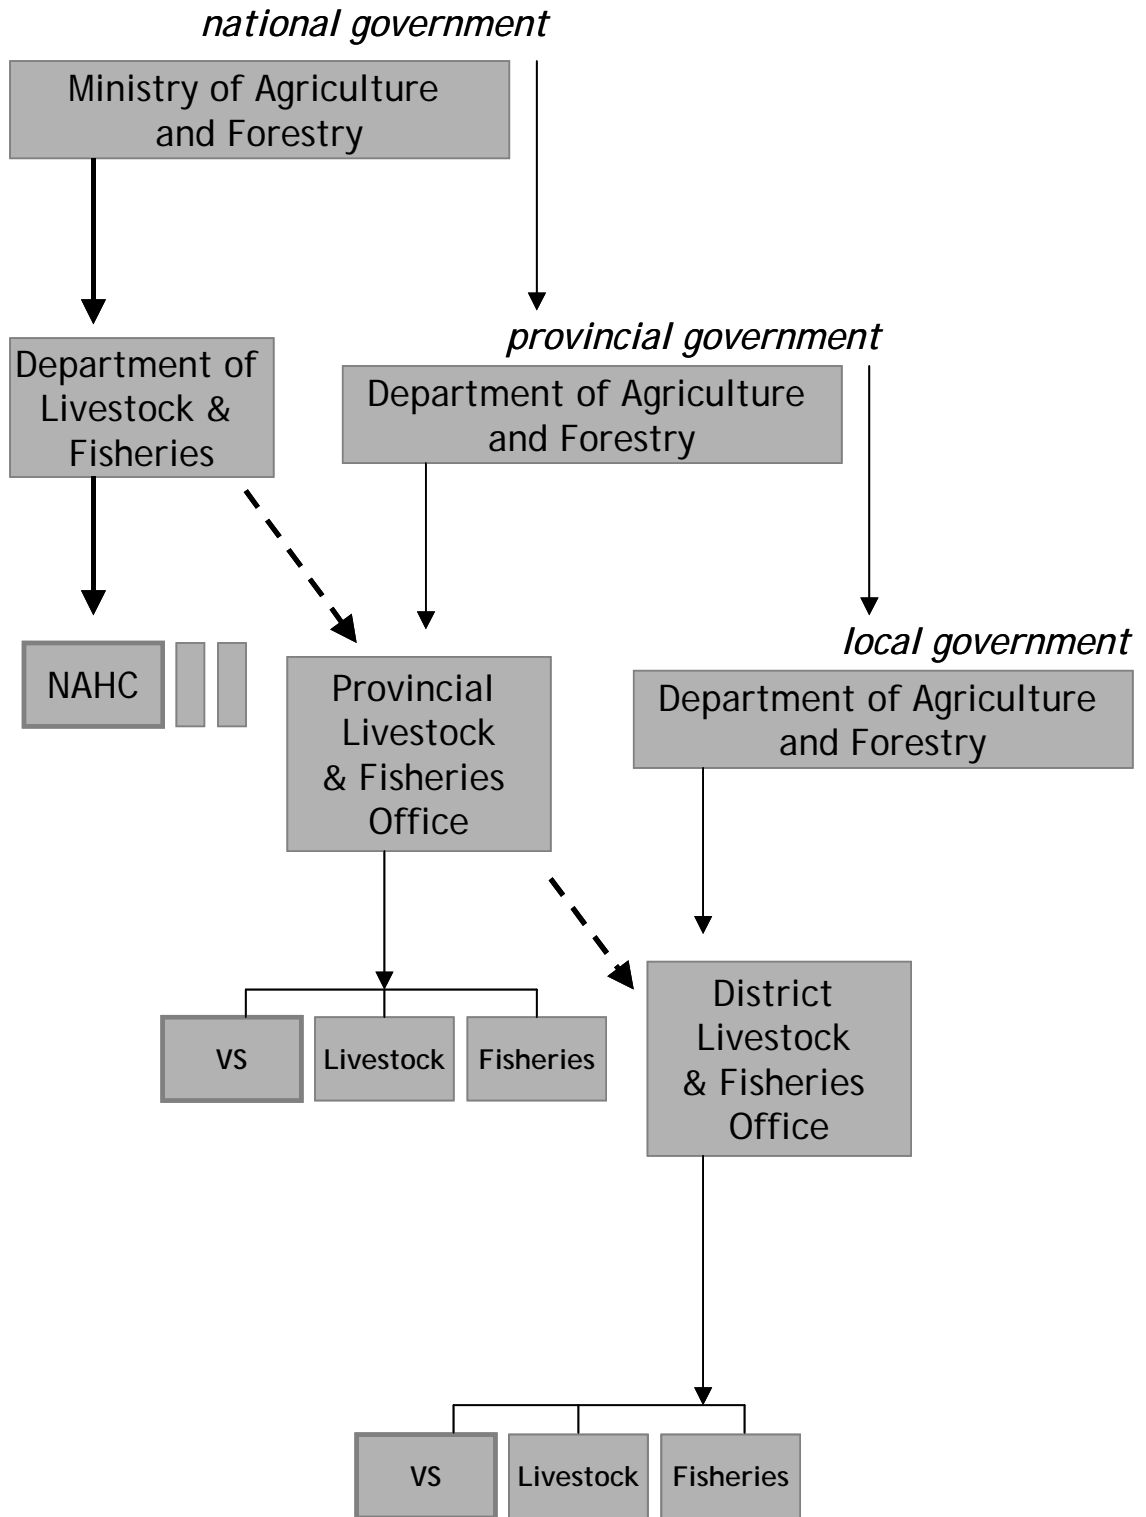 national government
Ministry of Agriculture
and Forestry
provincial government
Department of
Livestock &
Fisheries
Department of Agriculture
and Forestry
local government
NAHC
Provincial
Livestock
& Fisheries
Office
Department of Agriculture
and Forestry
District
Livestock
& Fisheries
Office
VS
Livestock
Fisheries
VS
Livestock
Fisheries